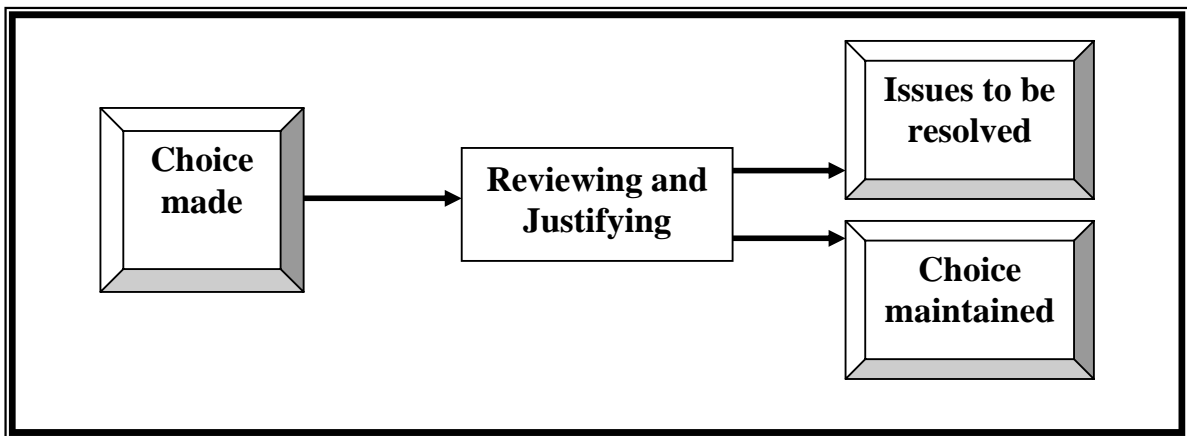 Choice
made
Reviewing and
Justifying
Issues to be
resolved
Choice
maintained